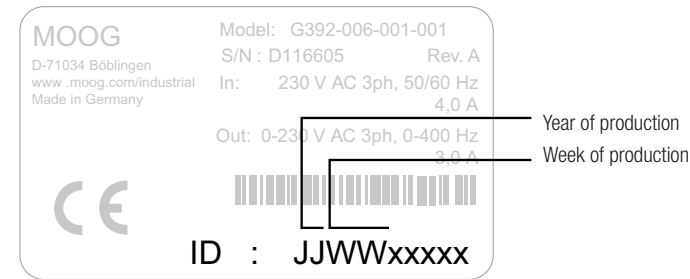 MOOG
D-71034 Böblingen
www .moog.com/industrial
Made in Germany
Model: G392-006-001-001
S/N : D116605 Rev. A
In: 230 V AC 3ph, 50/60 Hz
4,0 A
Out: 0-230 V AC 3ph, 0-400 Hz
3,0 A
CE
ID : JJWWxxxxx
Year of production
Week of production